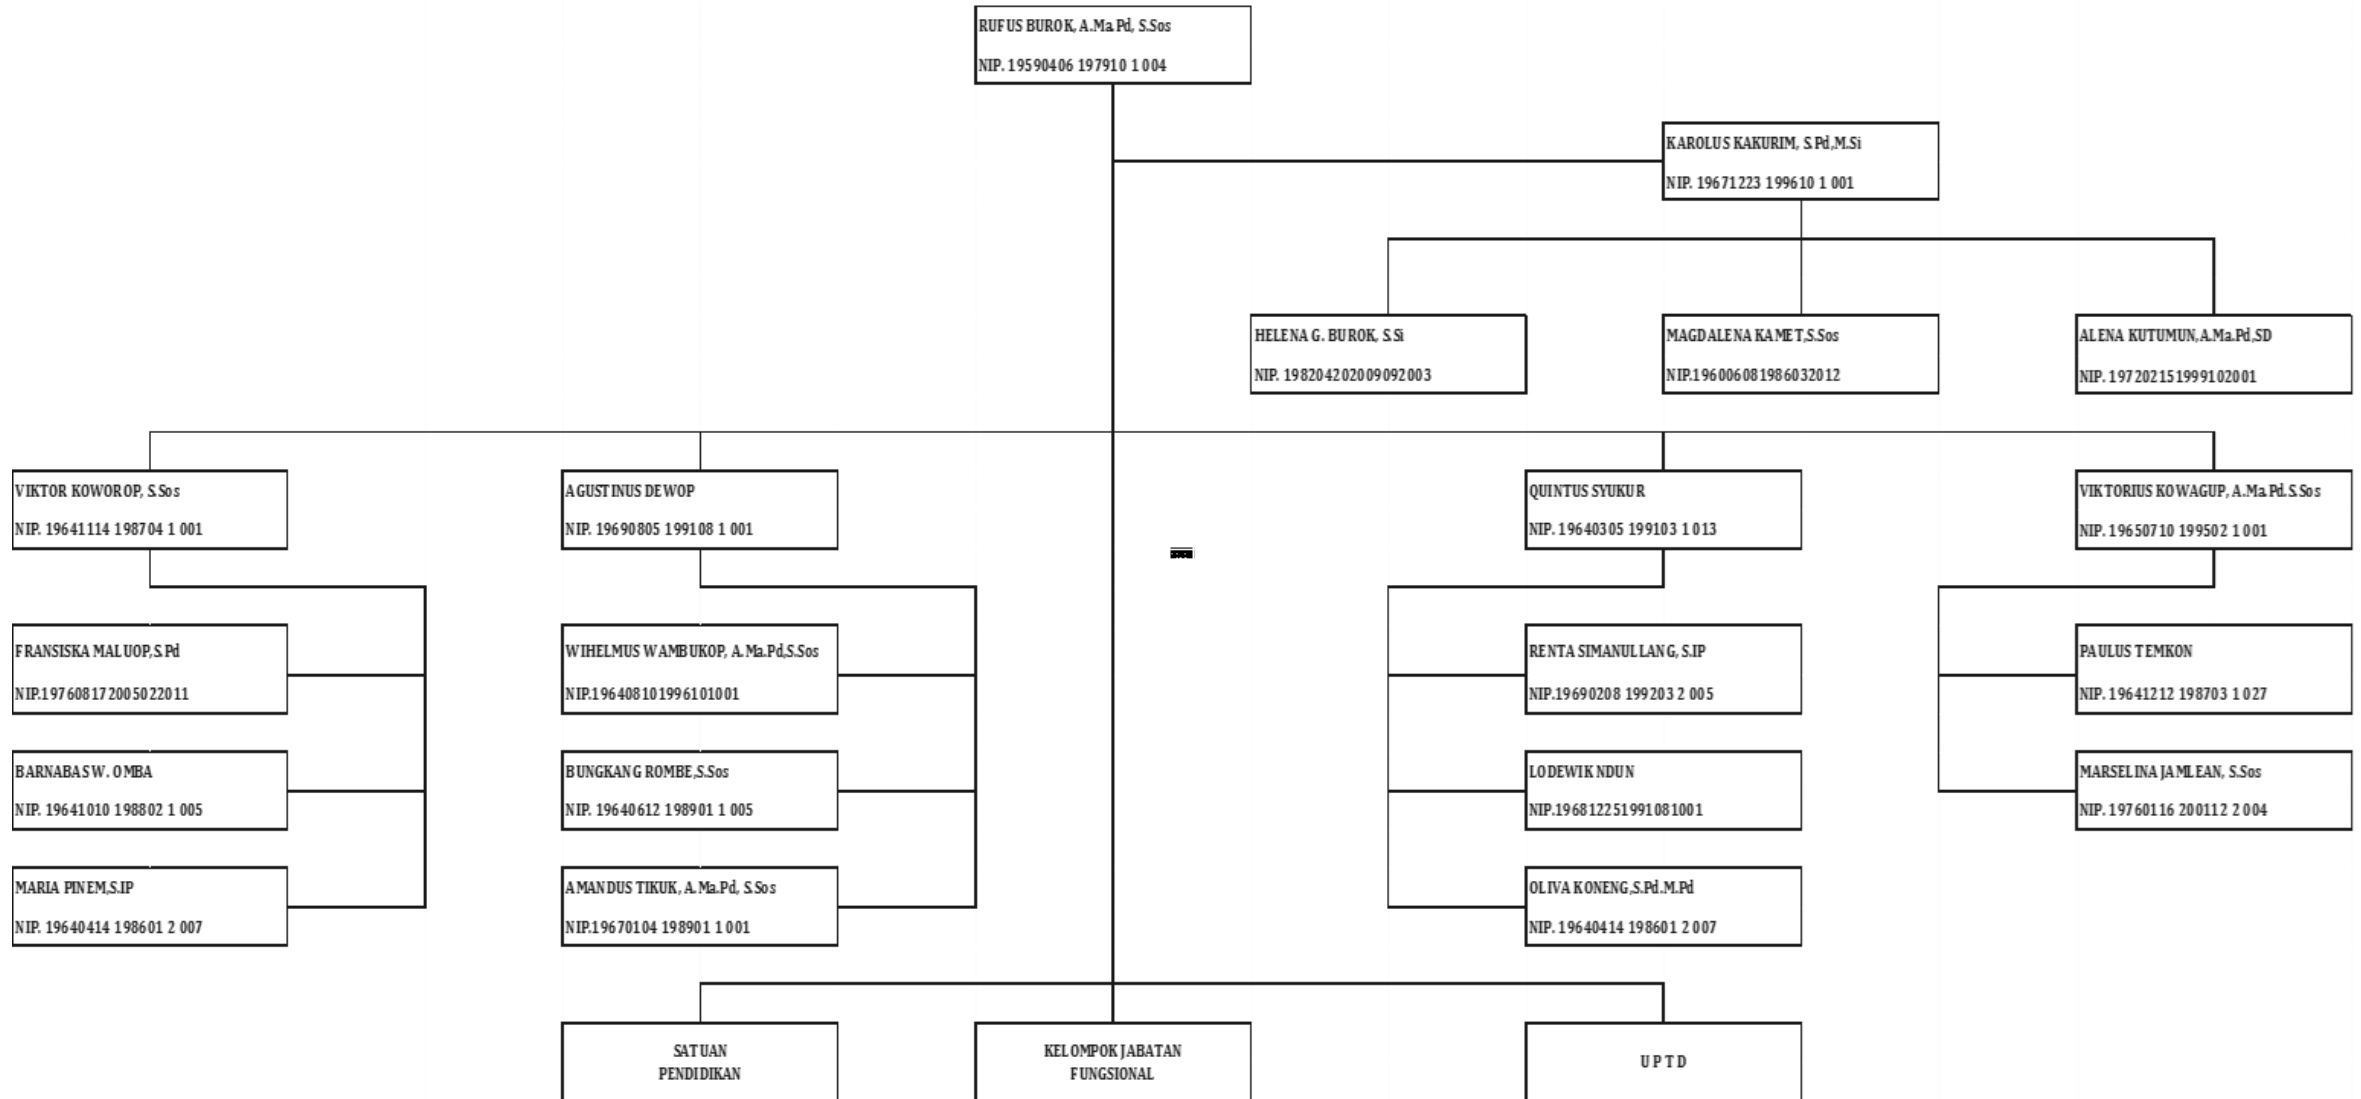 RUFUS BUROK, A.Ma.Pd, S.Sos
NIP. 19590406 197910 1 004
KAROLUS KAKURIM, S.Pd,M.Si
NIP. 19671223 199610 1 001
HELENA G. BUROK, S.Si
NIP. 198204202009092003
MAGDALENA KAMET,S.Sos
NIP.196006081986032012
ALENA KUTUMUN,A.Ma.Pd,SD
NIP. 197202151999102001
VIKTOR KOWOROP, S.Sos
NIP. 19641114 198704 1 001
AGUSTINUS DEWOP
NIP. 19690805 199108 1 001
QUINTUS SYUKUR
NIP. 19640305 199103 1 013
VIKTORIUS KOWAGUP, A.Ma.Pd.S.Sos
NIP. 19650710 199502 1 001
FRANSISKA MALUOP,S.Pd
NIP.197608172005022011
WIHELMUS WAMBUKOP, A.Ma.Pd,S.Sos
NIP.196408101996101001
RENTA SIMANULLANG, S.IP
NIP.19690208 199203 2 005
PAULUS TEMKON
NIP. 19641212 198703 1 027
BARNABAS W. OMBA
NIP. 19641010 198802 1 005
BUNGKANG ROMBE,S.Sos
NIP. 19640612 198901 1 005
LODEWIK NDUN
NIP.196812251991081001
MARSELINA JAMLEAN, S.Sos
NIP. 19760116 200112 2 004
MARIA PINEM,S.IP
NIP. 19640414 198601 2 007
AMANDUS TIKUK, A.Ma.Pd, S.Sos
NIP.19670104 198901 1 001
OLIVA KONENG,S.Pd.M.Pd
NIP. 19640414 198601 2 007
SATUAN
PENDIDIKAN
KELOMPOK JABATAN
FUNGSIONAL
U P T D